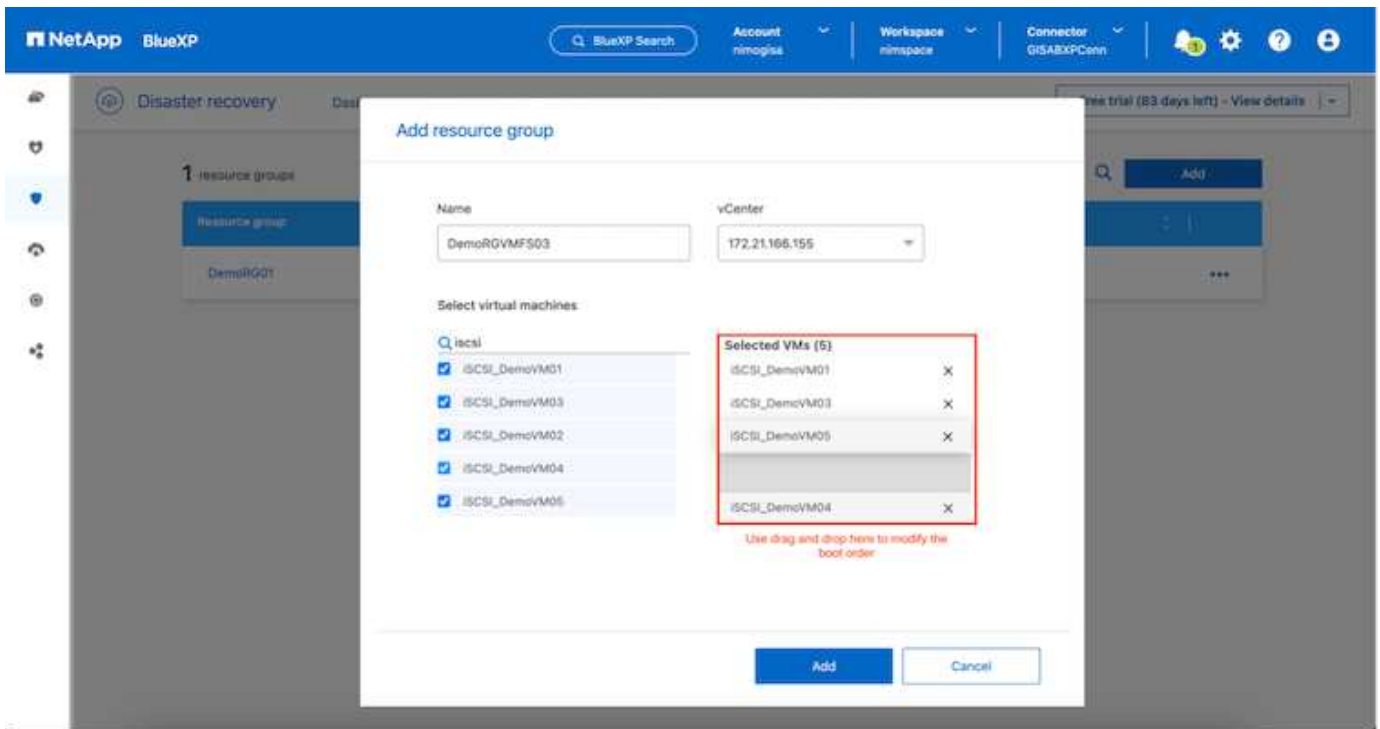 NetApp BlueXP
BlueXP Search
Account
nimogisa
Workspace
nimspace
Connector
GISABXPConn
1
Disaster recovery
Free trial (83 days left) - View details
1 resource groups
Add
Resource group
DemoRG01
Add resource group
Name
vCenter
DemoRGVMFS03
172.21.166.155
Select virtual machines
iscsi
iSCSI_DemoVM01
iSCSI_DemoVM03
iSCSI_DemoVM02
iSCSI_DemoVM04
iSCSI_DemoVM05
Selected VMs (5)
iSCSI_DemoVM01
iSCSI_DemoVM03
iSCSI_DemoVM05
iSCSI_DemoVM04
Use drag and drop here to modify the
boot order
Add
Cancel